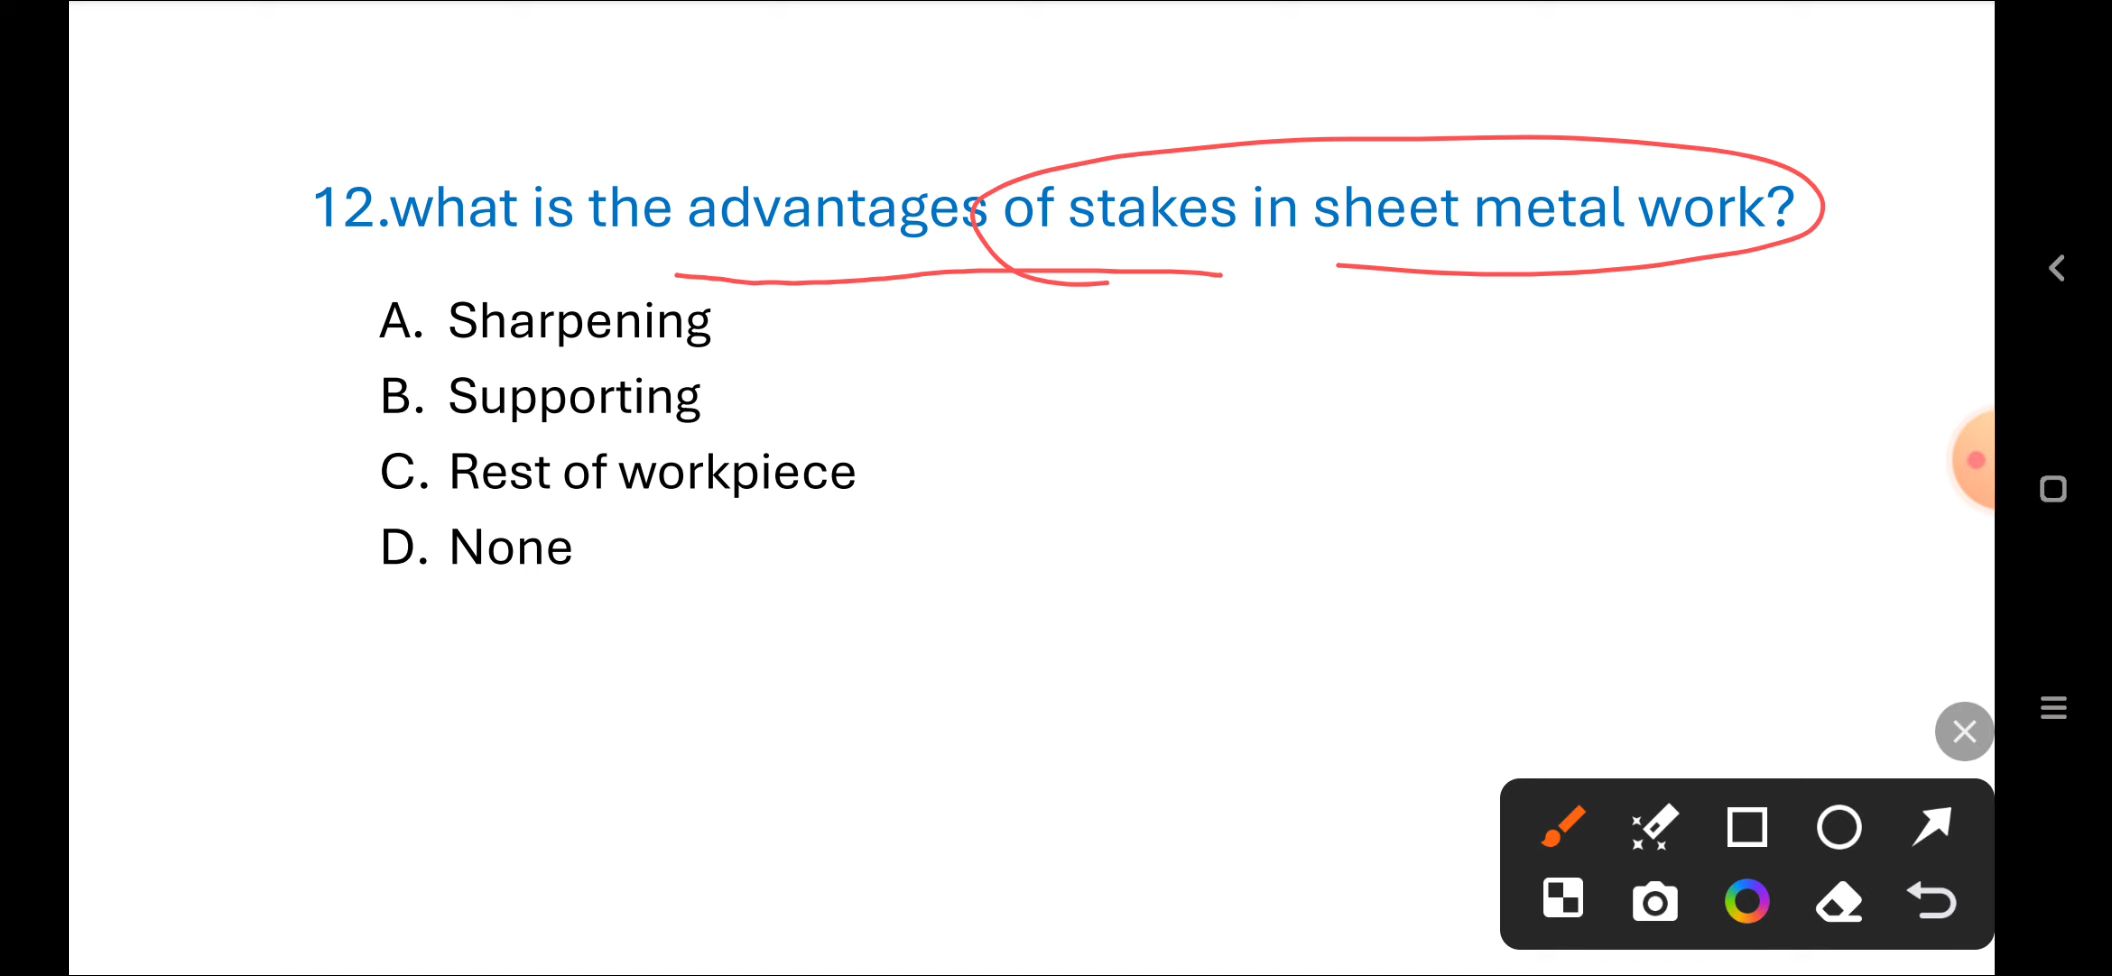 12.what is the advantages of stakes in sheet metal work?
A. Sharpening
B. Supporting
C. Rest of workpiece
D. None